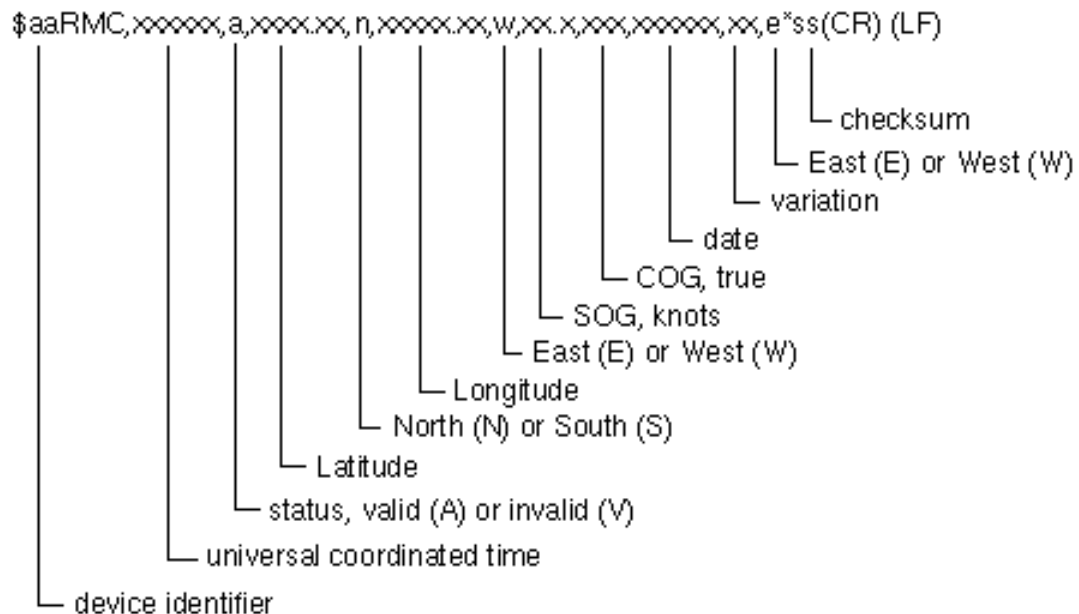 $aaRMC,xxxxxx,a,xxxx.xx,n,xxxxx.xx,w,xx.x,xxx,xxxxxx,xx,e*ss(CR) (LF)
checksum
East (E) or West (W)
variation
date
COG, true
SOG, knots
East (E) or West (W)
Longitude
North (N) or South (S)
Latitude
status, valid (A) or invalid (V)
universal coordinated time
device identifier